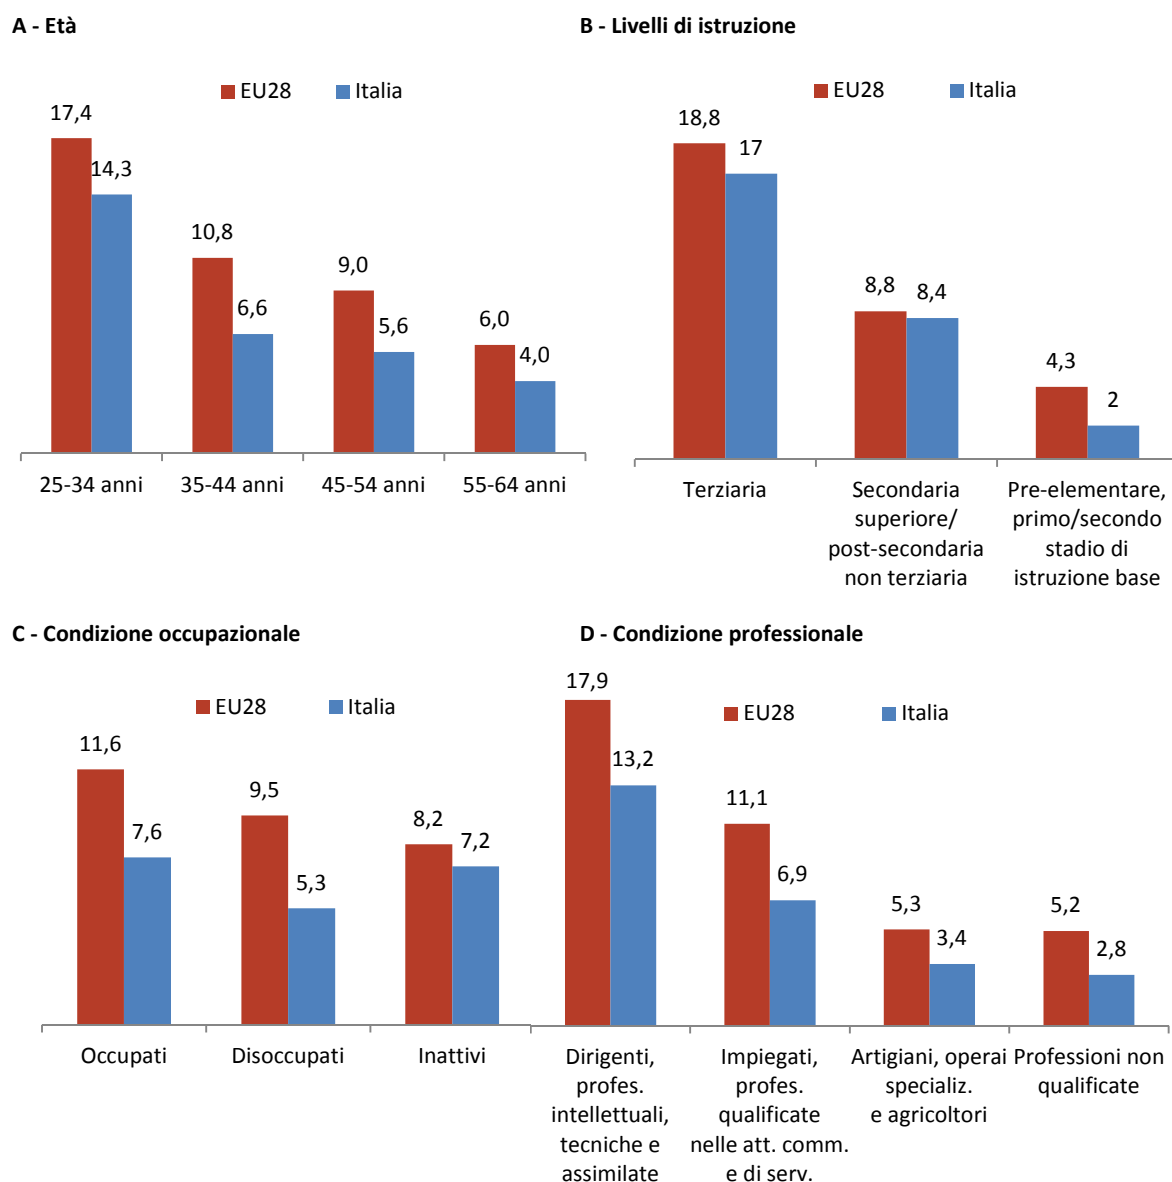 A - Età
EU28
Italia
17,4
14,3
10,8
6,6
9,0
5,6
6,0
4,0
25-34 anni
35-44 anni
45-54 anni
55-64 anni
B - Livelli di istruzione
EU28
Italia
18,8
17
8,8
8,4
4,3
2
Terziaria
Secondaria
superiore/
post-secondaria
non terziaria
Pre-elementare,
primo/secondo
stadio di
istruzione base
C - Condizione occupazionale
EU28
Italia
11,6
7,6
9,5
5,3
8,2
7,2
Occupati
Disoccupati
Inattivi
D - Condizione professionale
EU28
Italia
17,9
13,2
11,1
6,9
5,3
3,4
5,2
2,8
Dirigenti,
profes.
intellettuali,
tecniche e
assimilate
Impiegati,
profes.
qualificate
nelle att. comm.
e di serv.
Artigiani, operai
specializ.
e agricoltori
Professioni non
qualificate